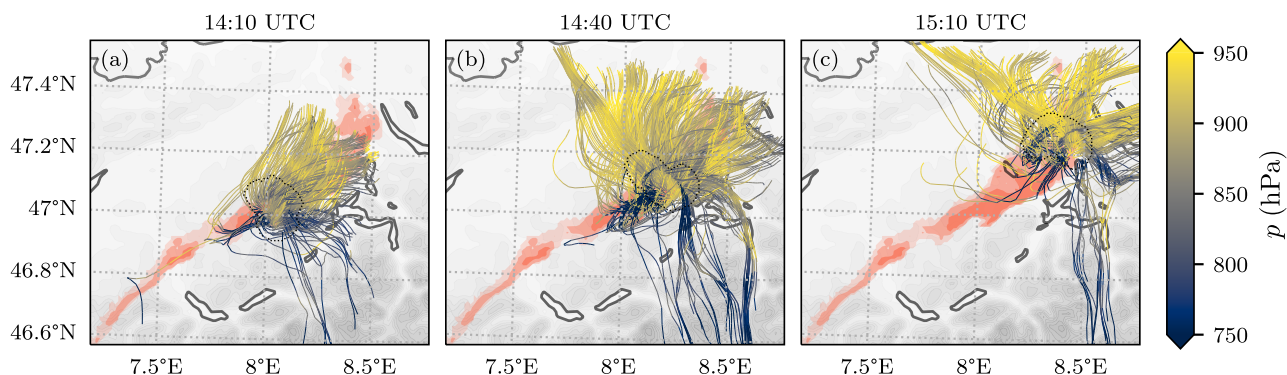 14:10 UTC
14:40 UTC
15:10 UTC
(a)
(b)
(c)
47.4°N
47.2°N
47°N
46.8°N
46.6°N
7.5°E
8°E
8.5°E
7.5°E
8°E
8.5°E
7.5°E
8°E
8.5°E
950
900
850
800
750
p (hPa)